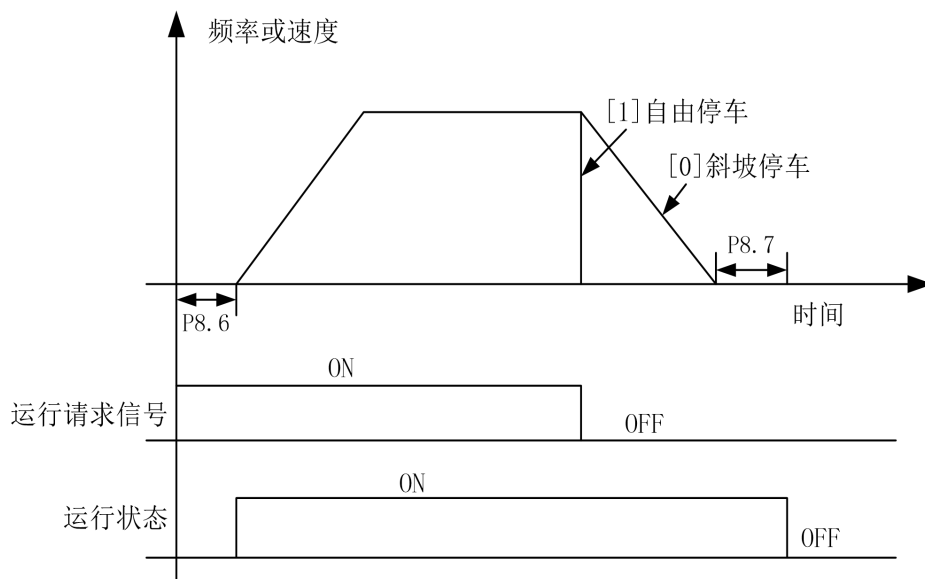 频率或速度
[1]自由停车
[0]斜坡停车
P8.7
P8.6
时间
ON
运行请求信号
OFF
ON
运行状态
OFF